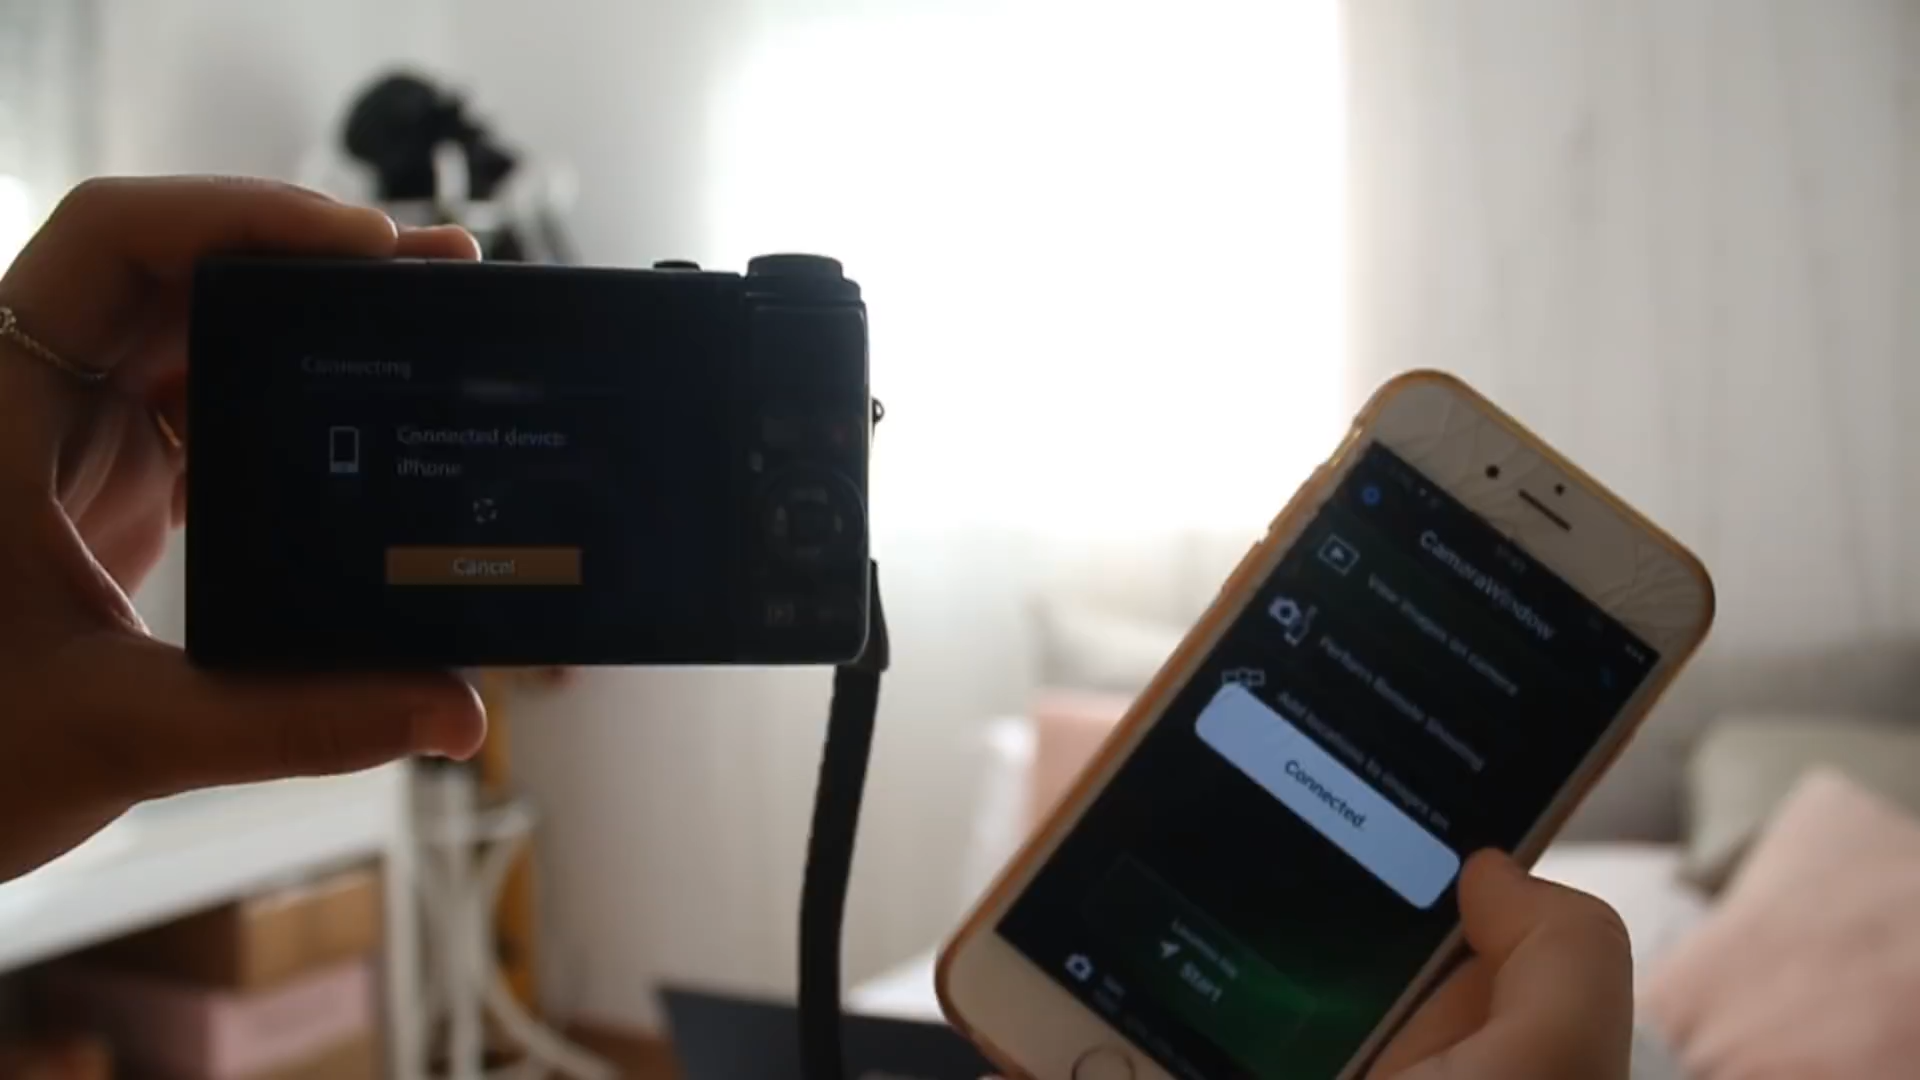 Connecting
Connected device:
iPhone
Cancel
CameraWindow
View images on camera
Perform Remote Shooting
Add locations to images on
Connected.
Start